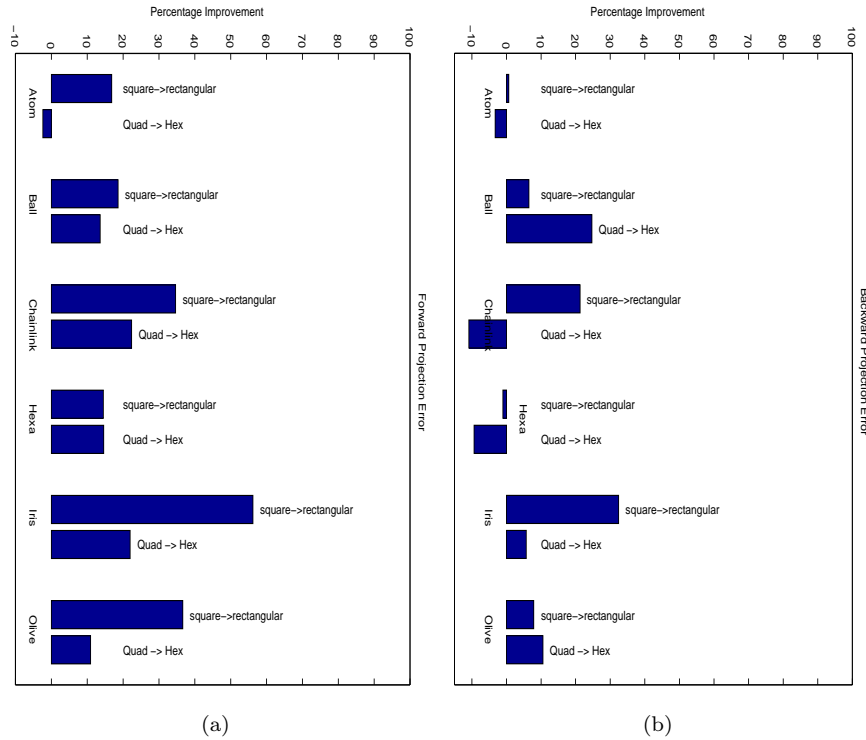 Percentage Improvement
−10
0
10
20
30
40
50
60
70
80
90
100
Forward Projection Error
Atom
square−>rectangular
Quad −> Hex
Ball
square−>rectangular
Quad −> Hex
Chainlink
square−>rectangular
Quad −> Hex
Hexa
square−>rectangular
Quad −> Hex
Iris
square−>rectangular
Quad −> Hex
Olive
square−>rectangular
Quad −> Hex
(a)
Percentage Improvement
−10
0
10
20
30
40
50
60
70
80
90
100
Backward Projection Error
Atom
square−>rectangular
Quad −> Hex
Ball
square−>rectangular
Quad −> Hex
Chainlink
square−>rectangular
Quad −> Hex
Hexa
square−>rectangular
Quad −> Hex
Iris
square−>rectangular
Quad −> Hex
Olive
square−>rectangular
Quad −> Hex
(b)